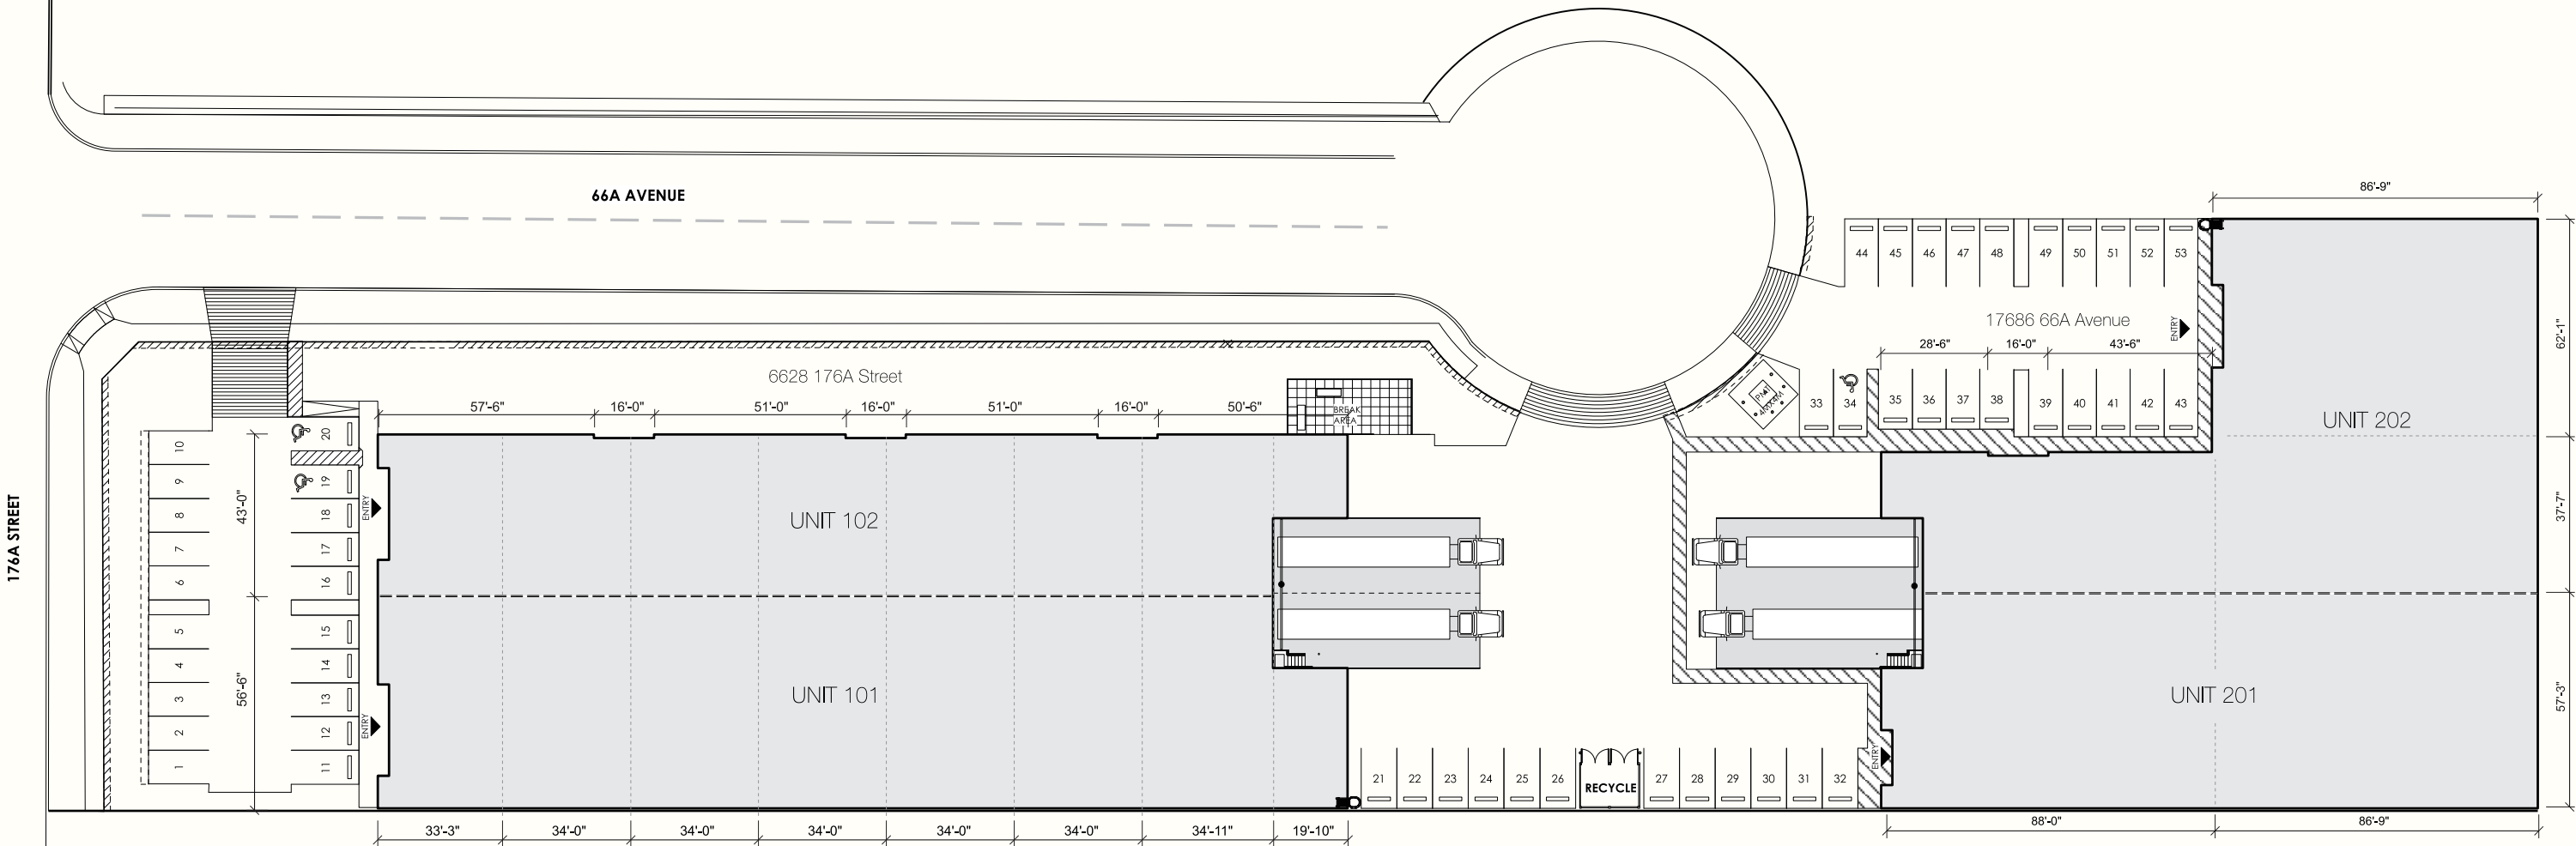 86'-9"
66A AVENUE
44 45 46 47 48 49 50 51 52 53
62'-1"
17686 66A Avenue
ENTRY
28'-6" 16'-0" 43'-6"
6628 176A Street
57'-6" 16'-0" 51'-0" 16'-0" 51'-0" 16'-0" 50'-6"
BREAK
AREA
PMT
4MX4M
33 34 35 36 37 38 39 40 41 42 43
UNIT 202
10
9
8
7
6
5
4
3
2
1
43'-0"
56'-6"
20
19
18
17
16
15
14
13
12
11
ENTRY
ENTRY
176A STREET
UNIT 102
37'-7"
UNIT 101
UNIT 201
57'-3"
ENTRY
21 22 23 24 25 26 RECYCLE 27 28 29 30 31 32
33'-3" 34'-0" 34'-0" 34'-0" 34'-0" 34'-0" 34'-11" 19'-10"
88'-0" 86'-9"